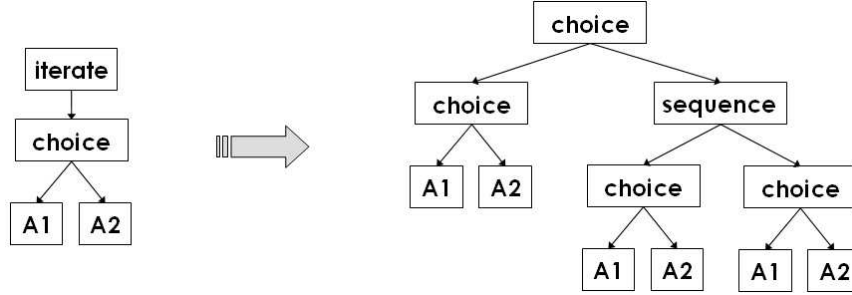 iterate
choice
A1 A2
choice
choice sequence
A1 A2 choice choice
A1 A2 A1 A2